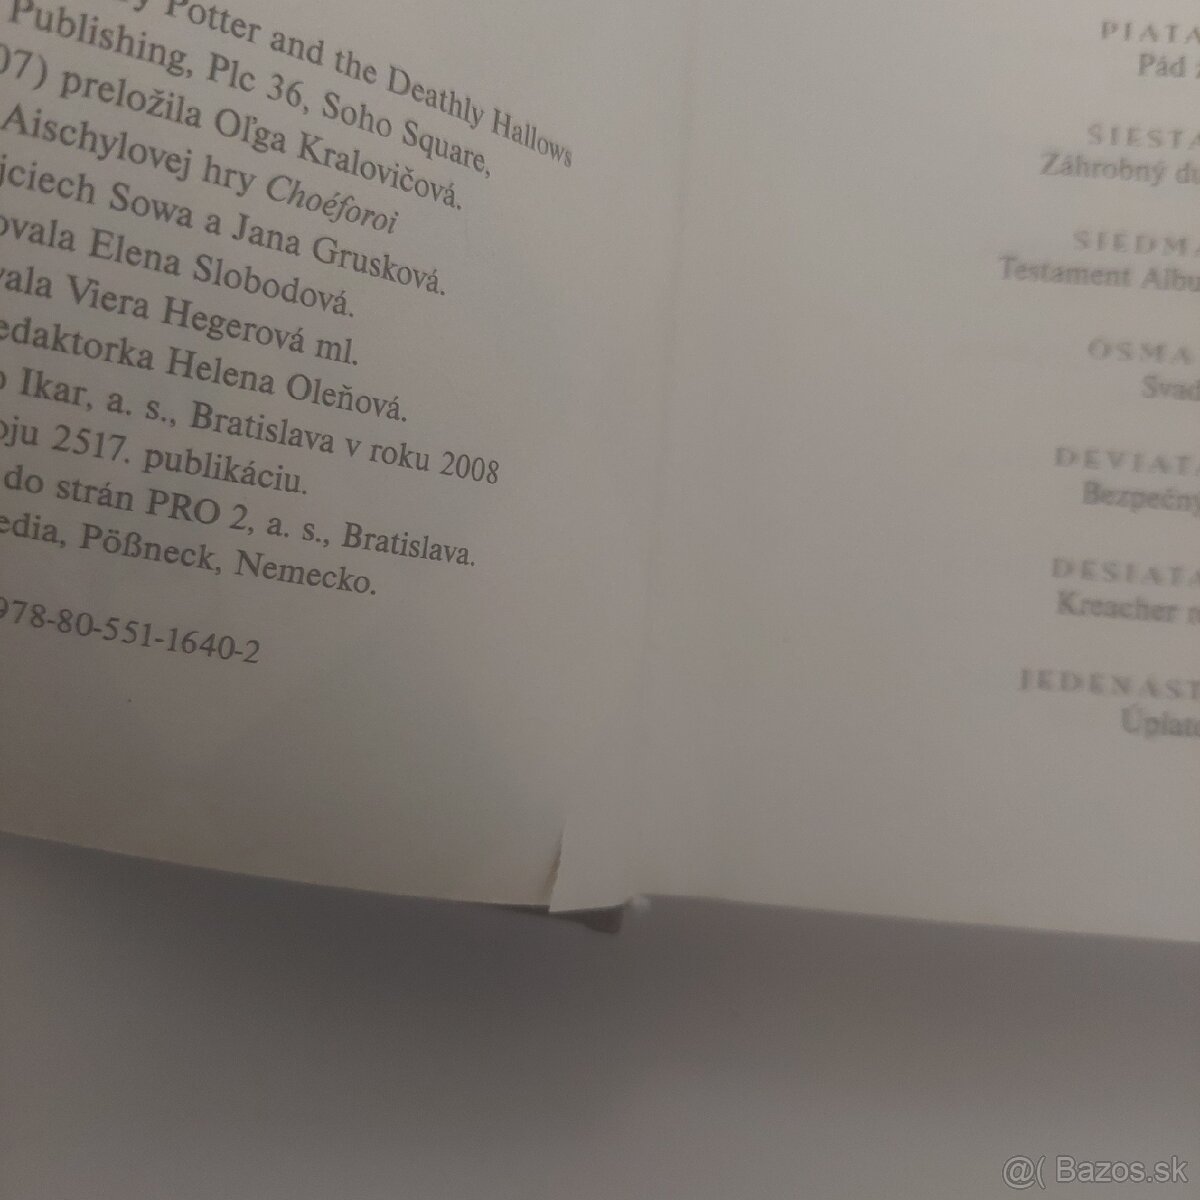 Potter and the Deathly Hallows
Publishing, Plc 36, Soho Square,
07) preložila Oľga Kralovičová.
Aischylovej hry Choéforoi
jciech Sowa a Jana Grusková.
ovala Elena Slobodová.
vala Viera Hegerová ml.
edaktorka Helena Oleňová.
o Ikar, a. s., Bratislava v roku 2008
oju 2517. publikáciu.
do strán PRO 2, a. s., Bratislava.
edia, Pößneck, Nemecko.
978-80-551-1640-2
PIATA
Pád
ŠIESTA
Záhrobný du
SIEDMA
Testament Albu
ÔSMA
Svad
DEVIATA
Bezpečný
DESIATA
Kreacher
JEDENÁST
Úplat
@( Bazos.sk